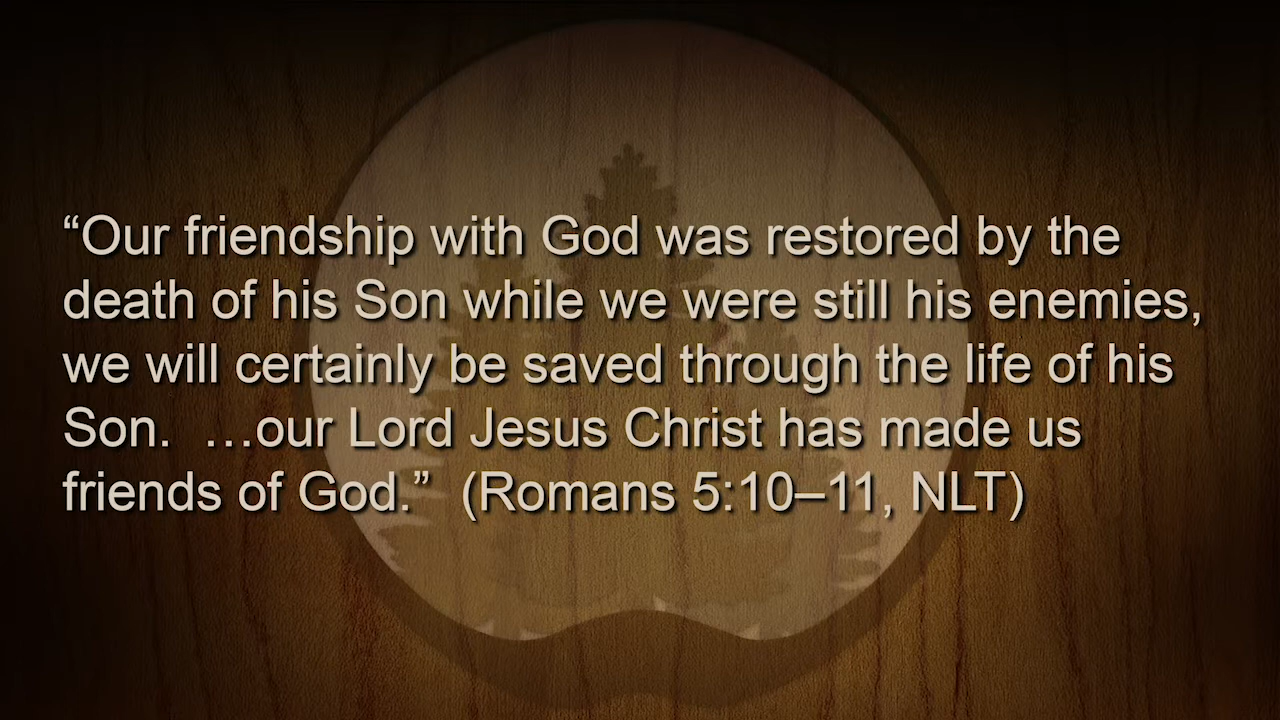 “Our friendship with God was restored by the
death of his Son while we were still his enemies,
we will certainly be saved through the life of his
Son.  …our Lord Jesus Christ has made us
friends of God.”  (Romans 5:10–11, NLT)